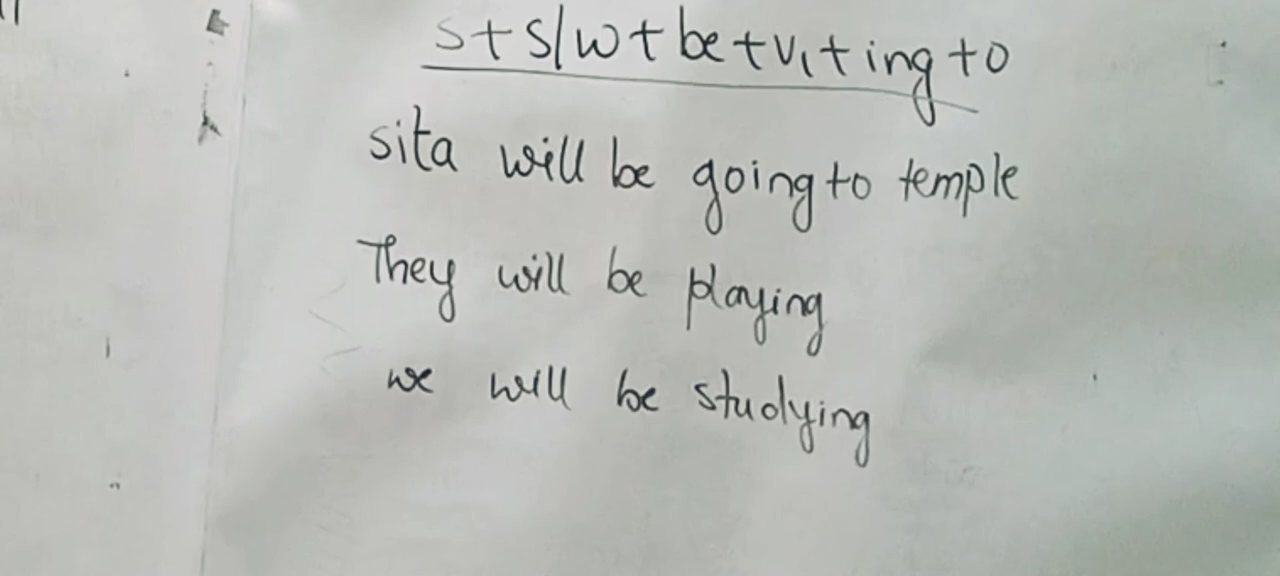 s+s/w+be+v1+ing+o
sita will be going to temple
They will be playing
we will be studying